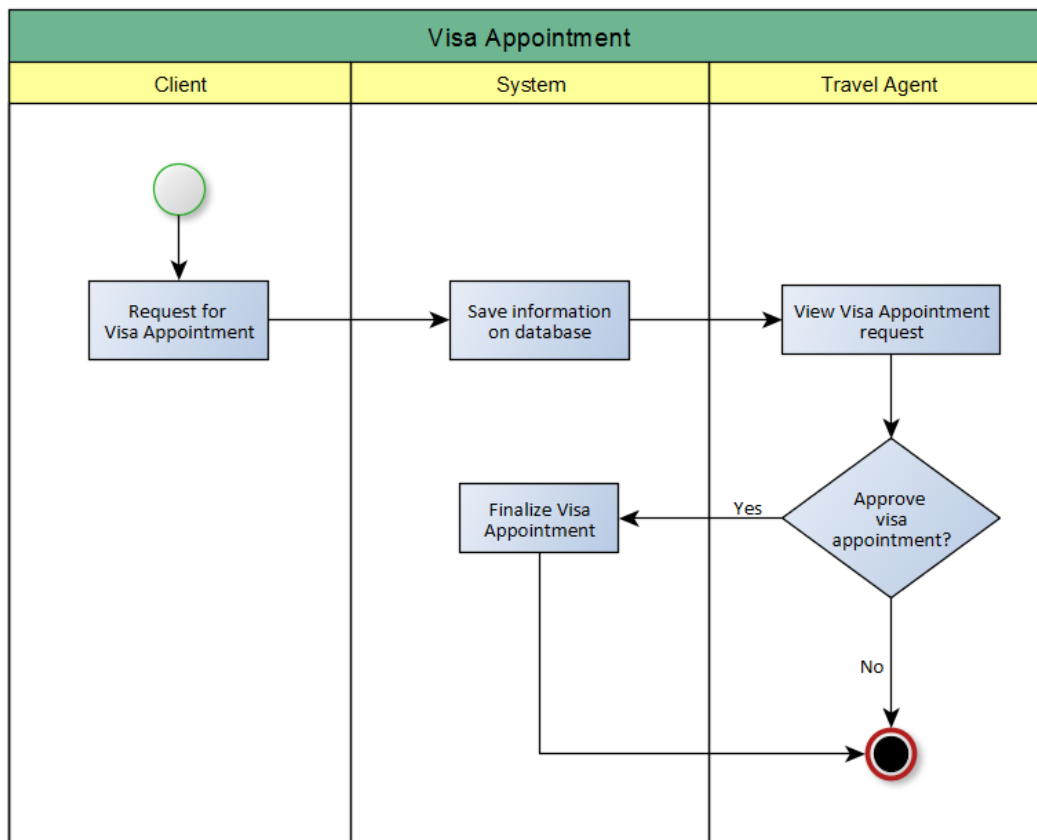 Visa Appointment
Client
System
Travel Agent
Request for
Visa Appointment
Save information
on database
View Visa Appointment
request
Approve
visa
appointment?
Yes
Finalize Visa
Appointment
No